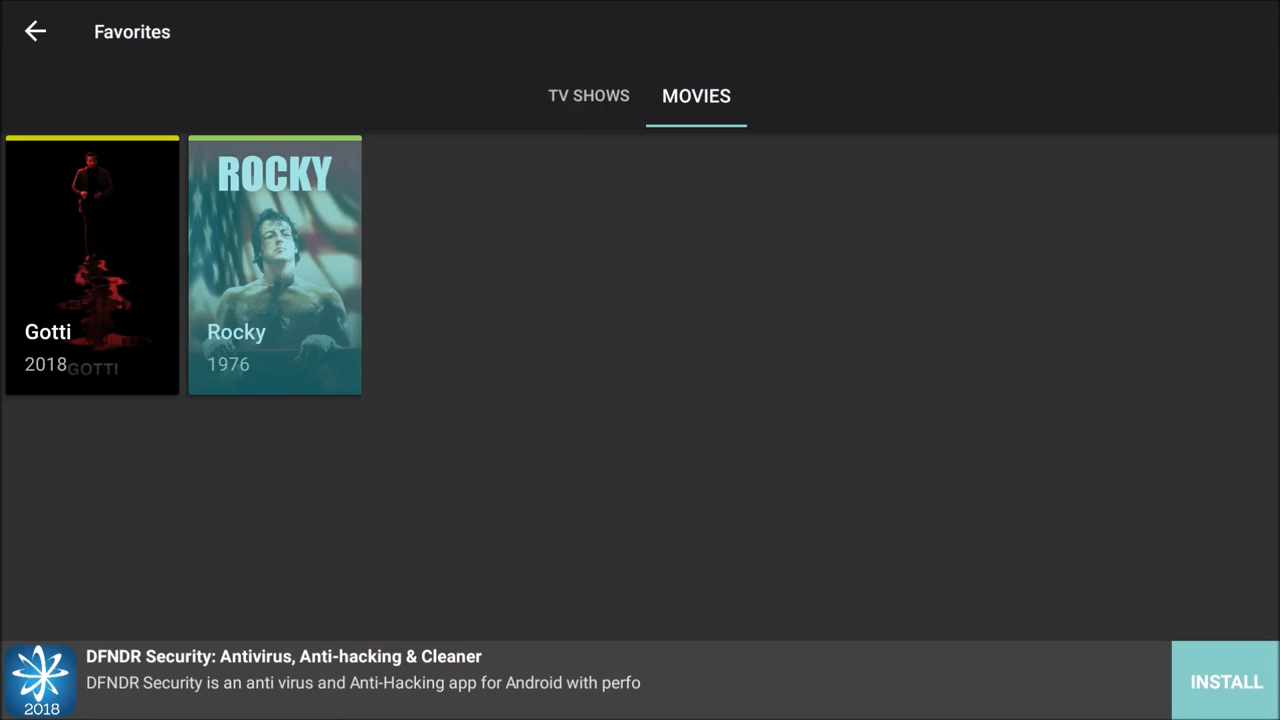 Favorites
TV SHOWS
MOVIES
ROCKY
Gotti
2018
GOTTI
Rocky
1976
DFNDR Security: Antivirus, Anti-hacking & Cleaner
DFNDR Security is an anti virus and Anti-Hacking app for Android with perfo
2018
INSTALL